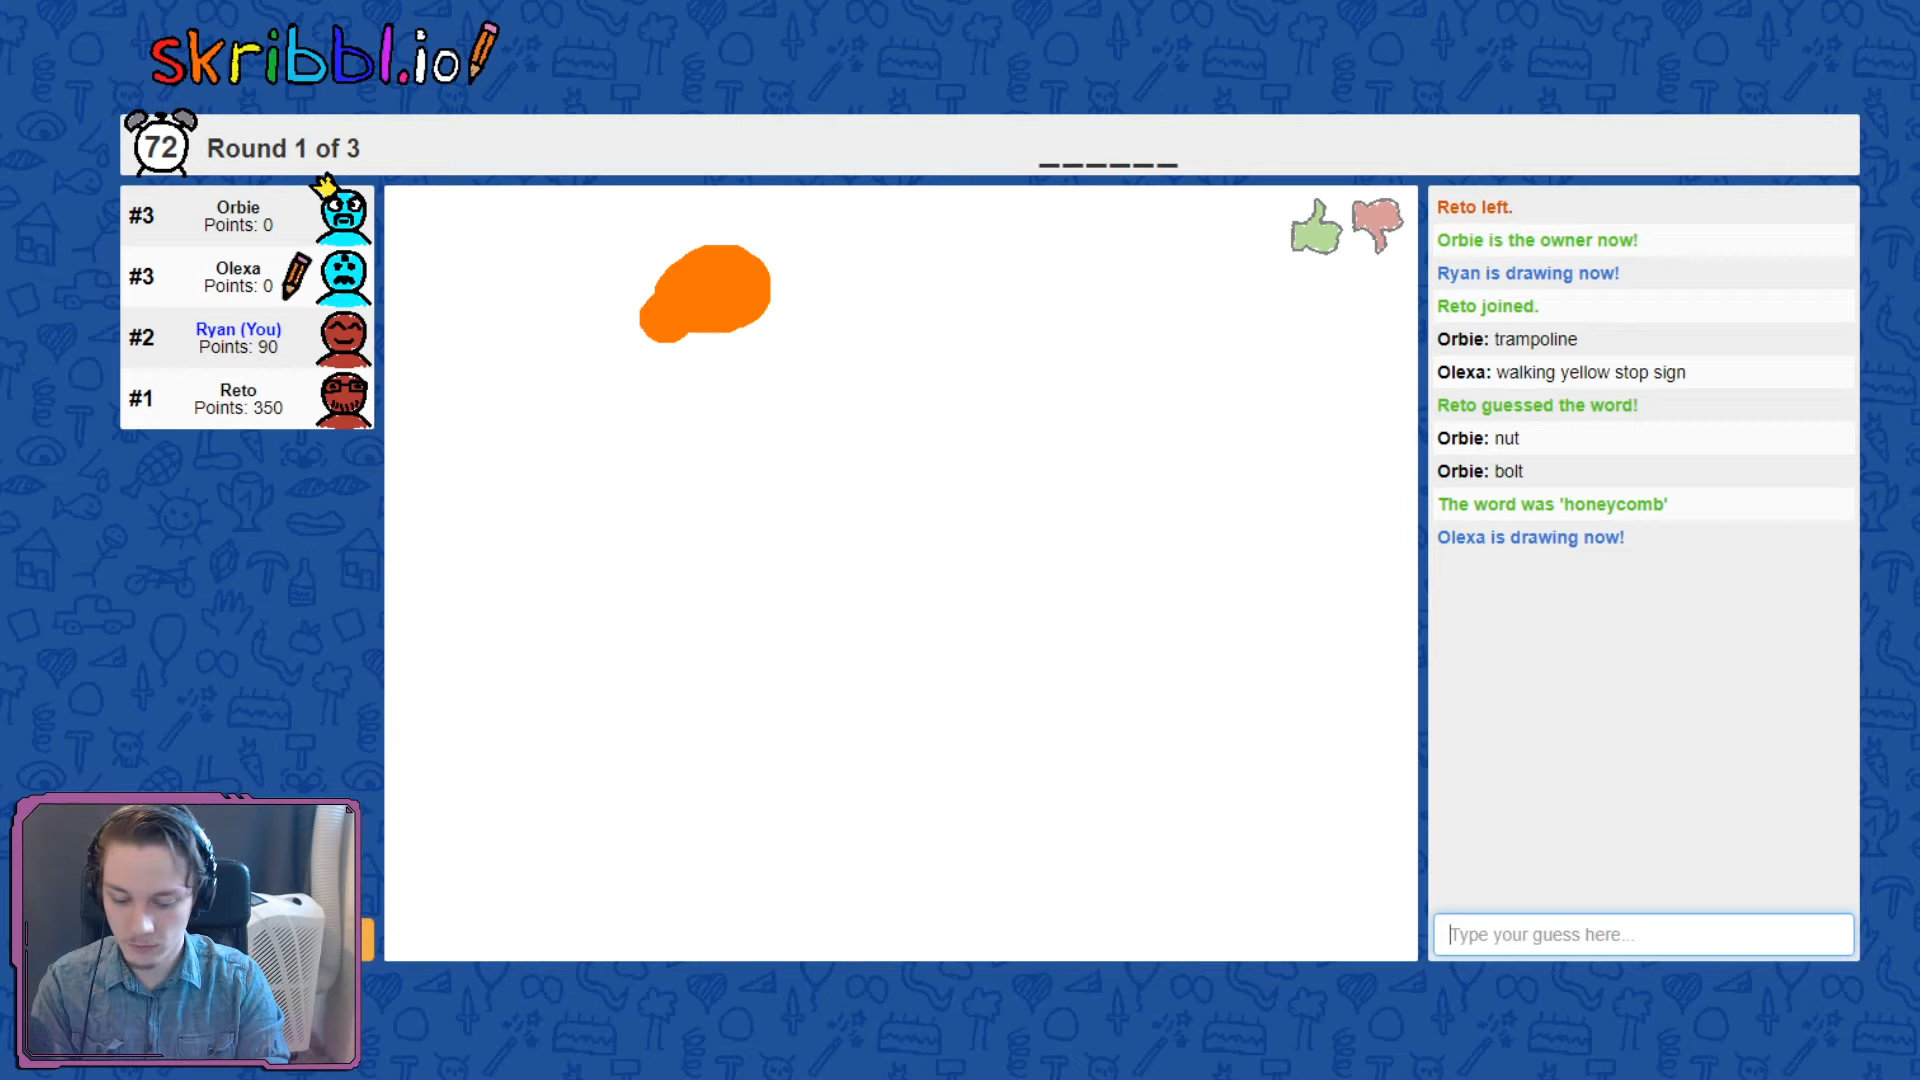 skribbl.io
72
Round 1 of 3
______
#3
Orbie
Points: 0
#3
Olexa
Points: 0
#2
Ryan (You)
Points: 90
#1
Reto
Points: 350
Reto left.
Orbie is the owner now!
Ryan is drawing now!
Reto joined.
Orbie: trampoline
Olexa: walking yellow stop sign
Reto guessed the word!
Orbie: nut
Orbie: bolt
The word was 'honeycomb'
Olexa is drawing now!
Type your guess here...